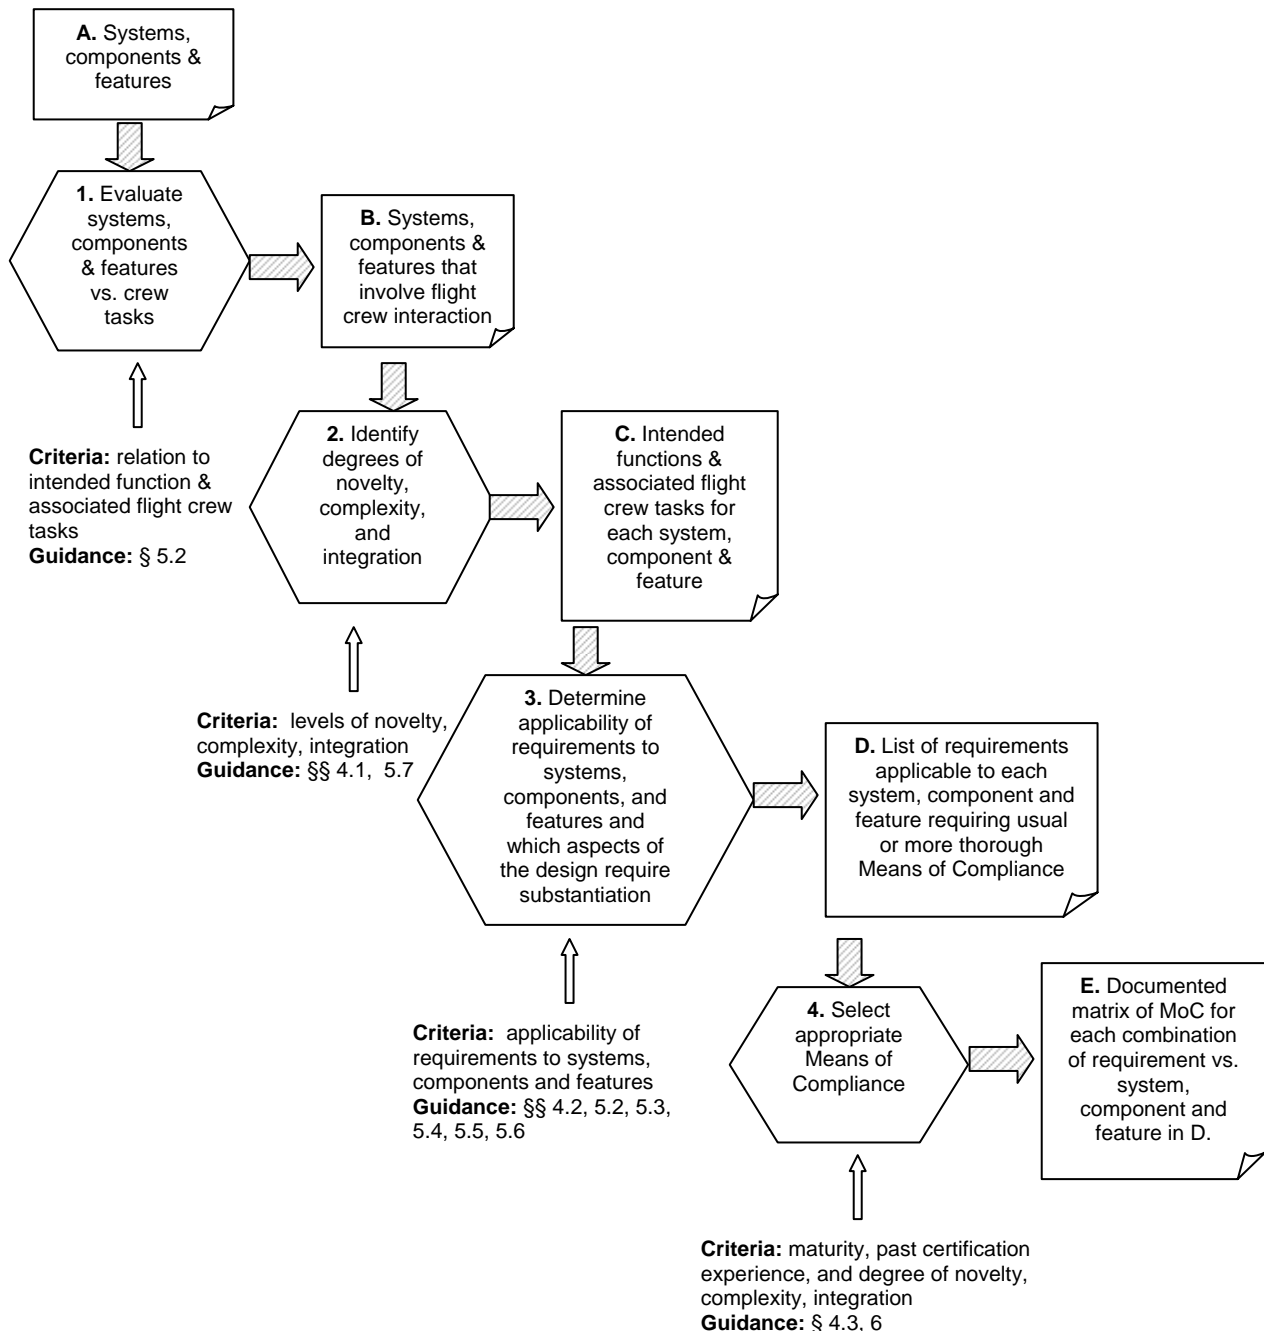 A. Systems,
components &
features
1. Evaluate
systems,
components
& features
vs. crew
tasks
B. Systems,
components &
features that
involve flight
crew interaction
Criteria: relation to
intended function &
associated flight crew
tasks
Guidance: § 5.2
2. Identify
degrees of
novelty,
complexity,
and
integration
C. Intended
functions &
associated flight
crew tasks for
each system,
component &
feature
Criteria: levels of novelty,
complexity, integration
Guidance: §§ 4.1, 5.7
3. Determine
applicability of
requirements to
systems,
components, and
features and
which aspects of
the design require
substantiation
D. List of requirements
applicable to each
system, component and
feature requiring usual
or more thorough
Means of Compliance
Criteria: applicability of
requirements to systems,
components and features
Guidance: §§ 4.2, 5.2, 5.3,
5.4, 5.5, 5.6
4. Select
appropriate
Means of
Compliance
E. Documented
matrix of MoC for
each combination
of requirement vs.
system,
component and
feature in D.
Criteria: maturity, past certification
experience, and degree of novelty,
complexity, integration
Guidance: § 4.3, 6